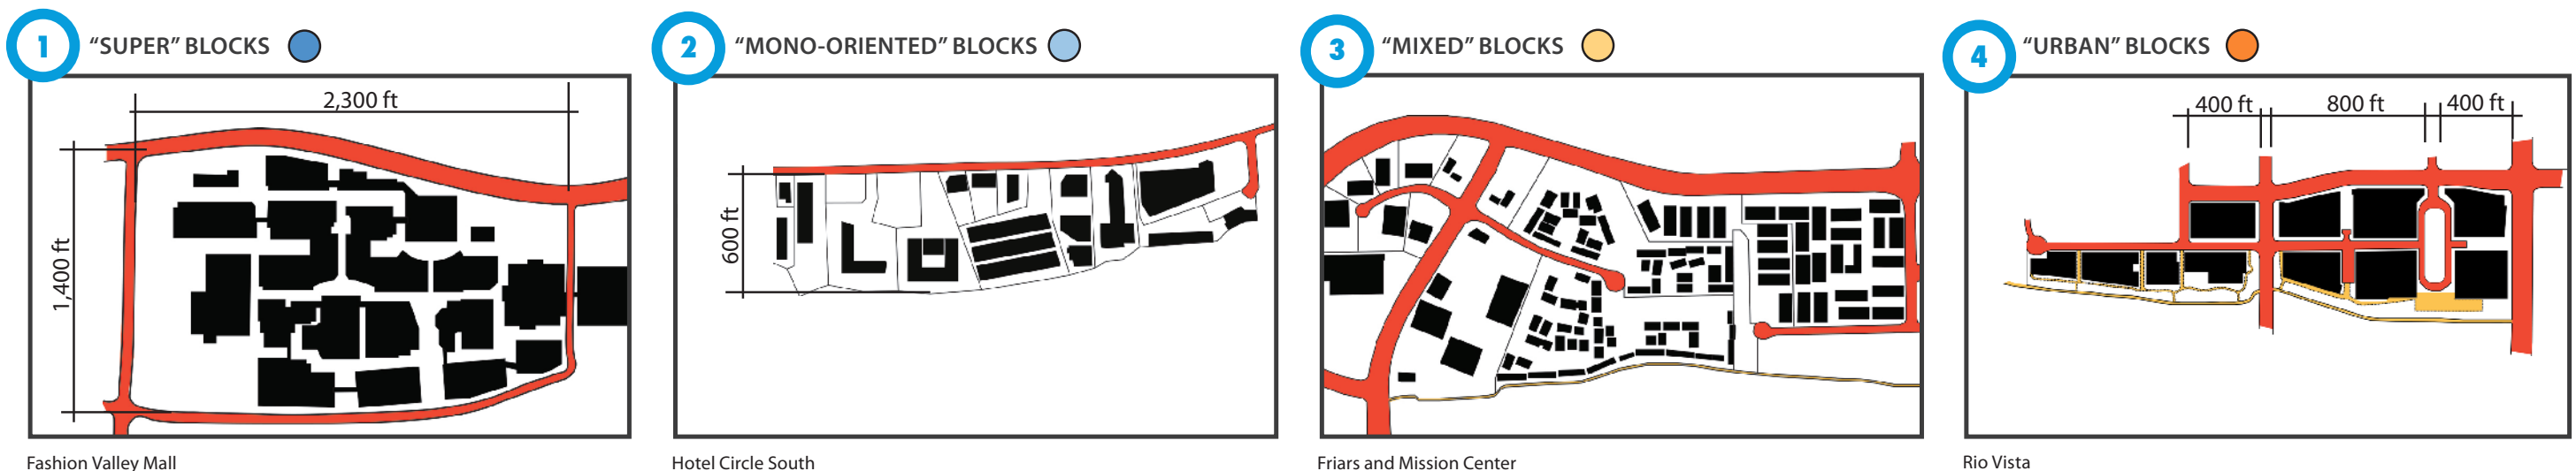 1 "SUPER" BLOCKS
2,300 ft
1,400 ft
Fashion Valley Mall
2 "MONO-ORIENTED" BLOCKS
600 ft
Hotel Circle South
3 "MIXED" BLOCKS
Friars and Mission Center
4 "URBAN" BLOCKS
400 ft 800 ft 400 ft
Rio Vista